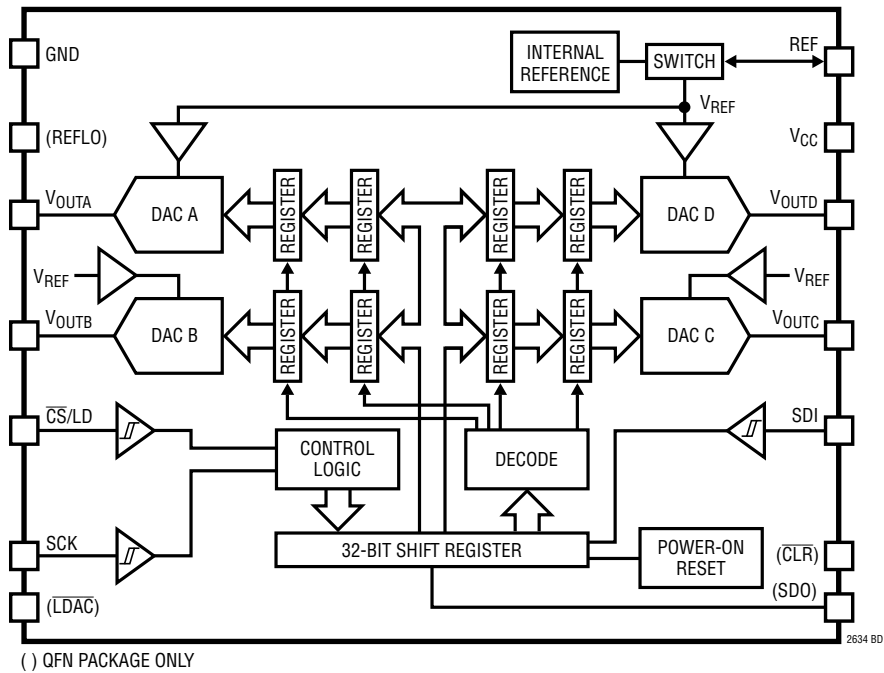 GND
INTERNAL
REFERENCE
SWITCH
REF
(REFLO)
VREF
VCC
VOUTA
DAC A
REGISTER
REGISTER
REGISTER
REGISTER
DAC D
VOUTD
VREF
VREF
VOUTB
DAC B
REGISTER
REGISTER
REGISTER
REGISTER
DAC C
VOUTC
CS/LD
SDI
CONTROL
LOGIC
DECODE
SCK
32-BIT SHIFT REGISTER
POWER-ON
RESET
(CLR)
(LDAC)
(SDO)
2634 BD
( ) QFN PACKAGE ONLY